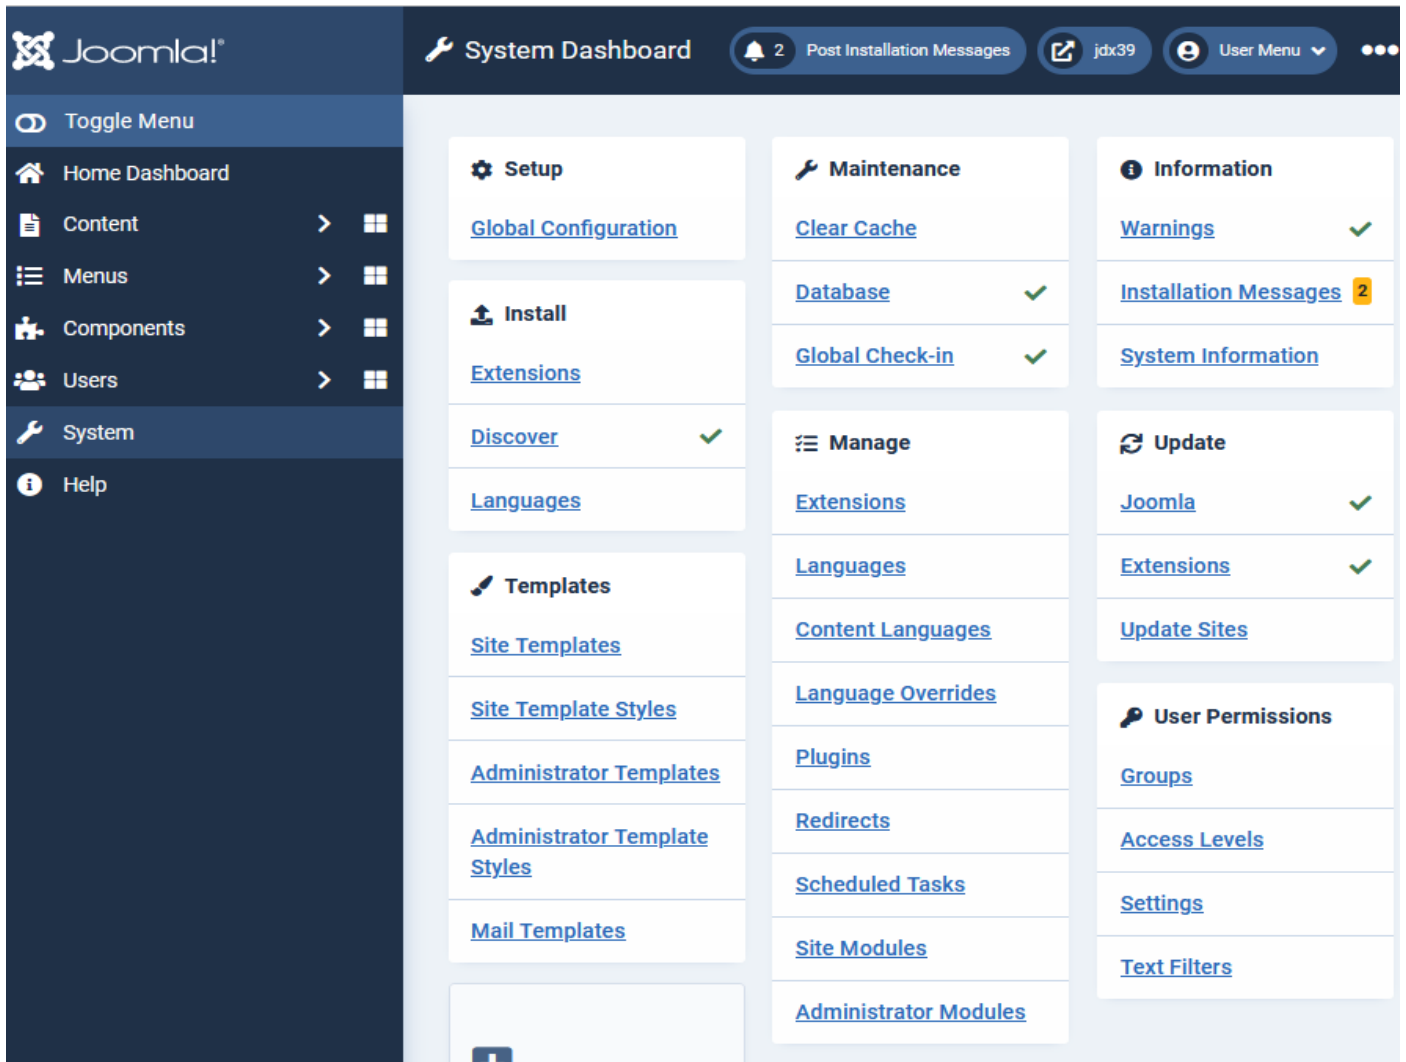 Joomla!®
System Dashboard
2 Post Installation Messages
jdx39
User Menu
Toggle Menu
Home Dashboard
Content
Menus
Components
Users
System
Help
Setup
Global Configuration
Install
Extensions
Discover
Languages
Templates
Site Templates
Site Template Styles
Administrator Templates
Administrator Template
Styles
Mail Templates
Maintenance
Clear Cache
Database
Global Check-in
Manage
Extensions
Languages
Content Languages
Language Overrides
Plugins
Redirects
Scheduled Tasks
Site Modules
Administrator Modules
Information
Warnings
Installation Messages 2
System Information
Update
Joomla
Extensions
Update Sites
User Permissions
Groups
Access Levels
Settings
Text Filters